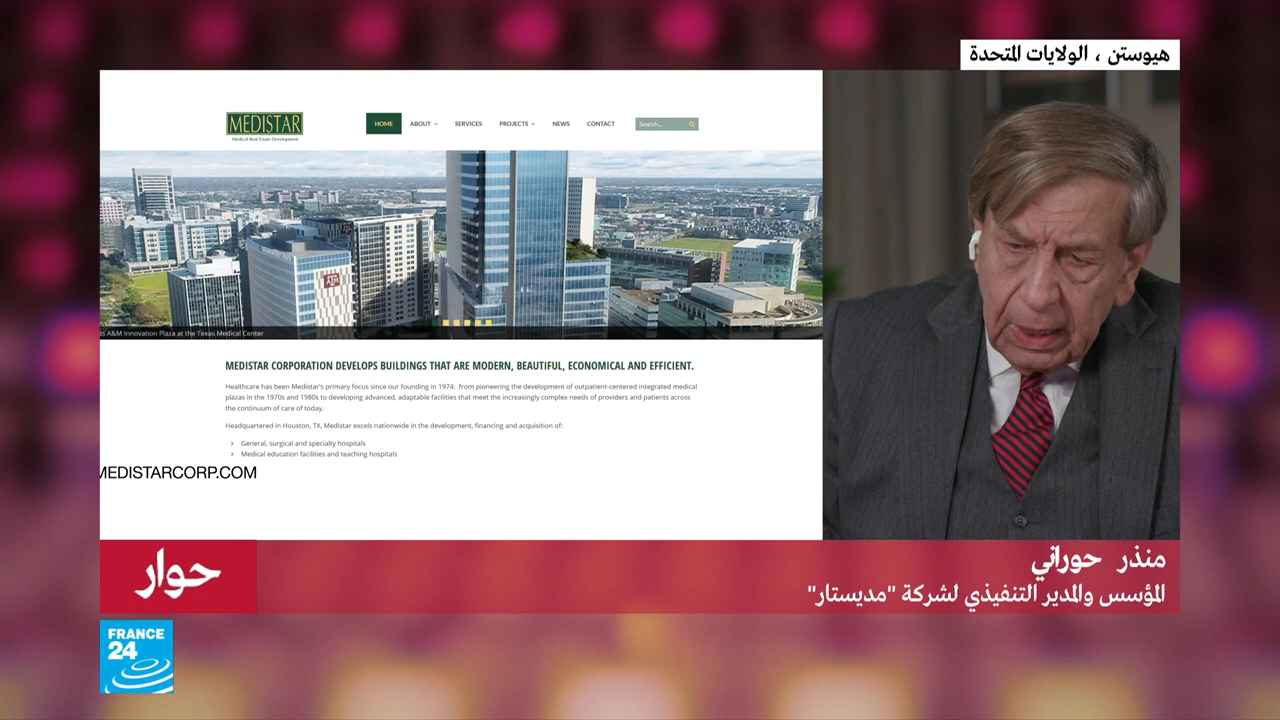 هيوستن ، الولايات المتحدة
MEDISTAR
Medical Real Estate Development
HOME ABOUT SERVICES PROJECTS NEWS CONTACT Search...
A&M Innovation Plaza at the Texas Medical Center
MEDISTAR CORPORATION DEVELOPS BUILDINGS THAT ARE MODERN, BEAUTIFUL, ECONOMICAL AND EFFICIENT.
Healthcare has been Medistar's primary focus since our founding in 1974; from pioneering the development of outpatient-centered integrated medical
plazas in the 1970s and 1980s to developing advanced, adaptable facilities that meet the increasingly complex needs of providers and patients across
the continuum of care of today.
Headquartered in Houston, TX, Medistar excels nationwide in the development, financing and acquisition of:
General, surgical and specialty hospitals
Medical education facilities and teaching hospitals
MEDISTARCORP.COM
حوار
منذر حوراني
المؤسس والمدير التنفيذي لشركة "مديستار"
FRANCE
24